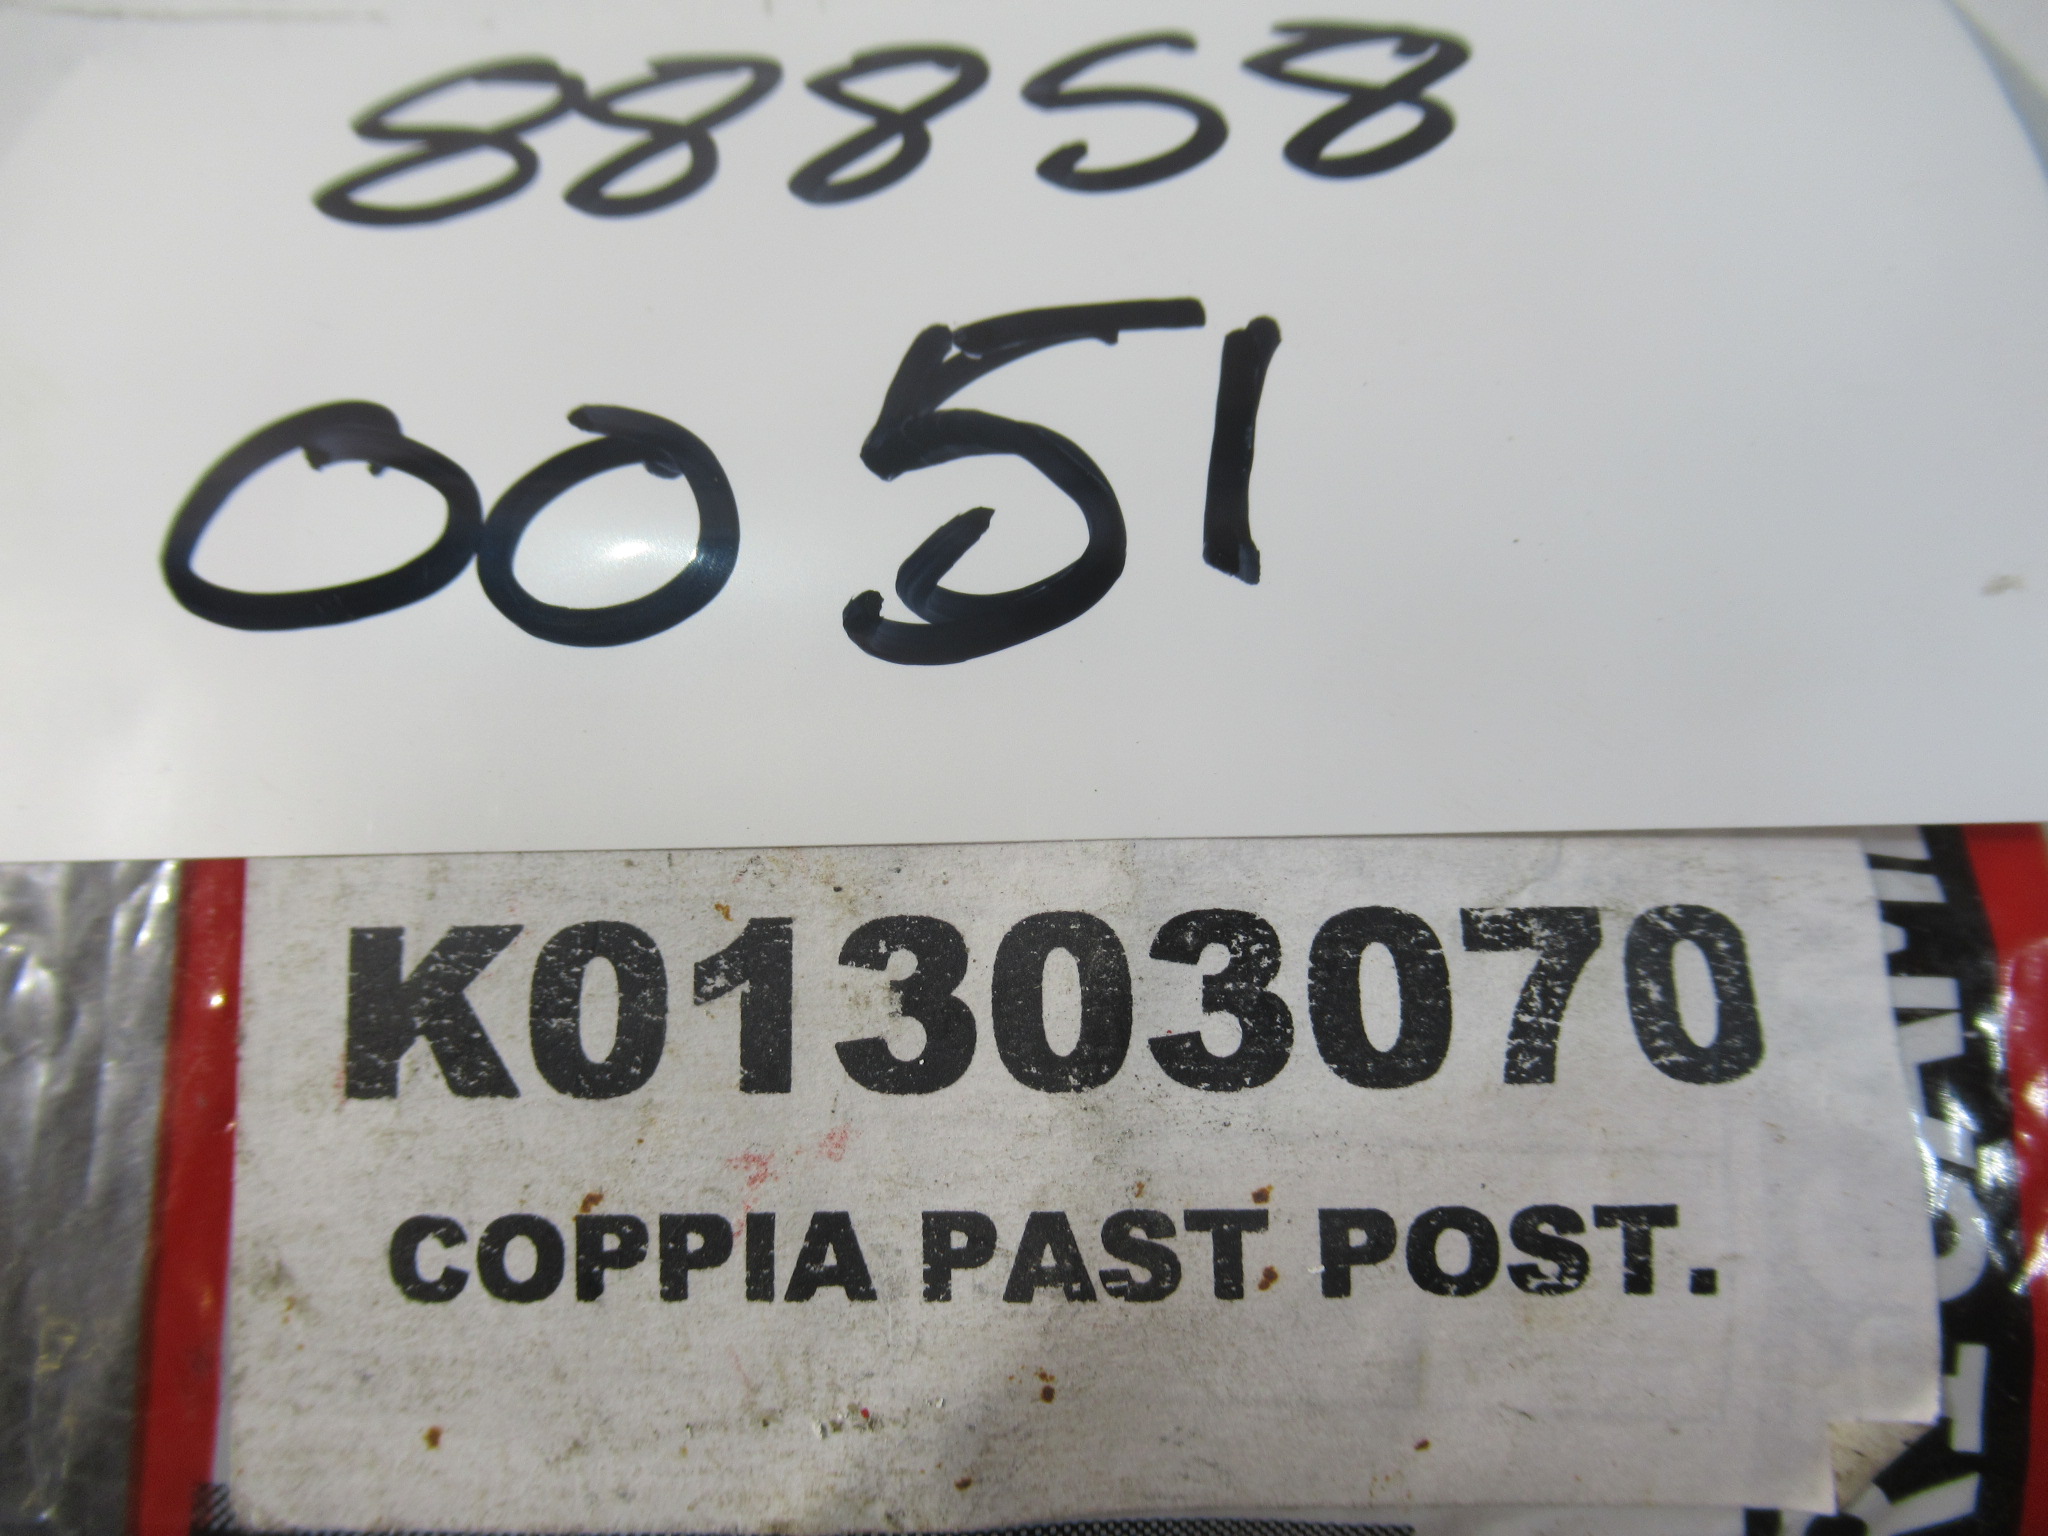 88858
0051
K01303070
COPPIA PAST. POST.